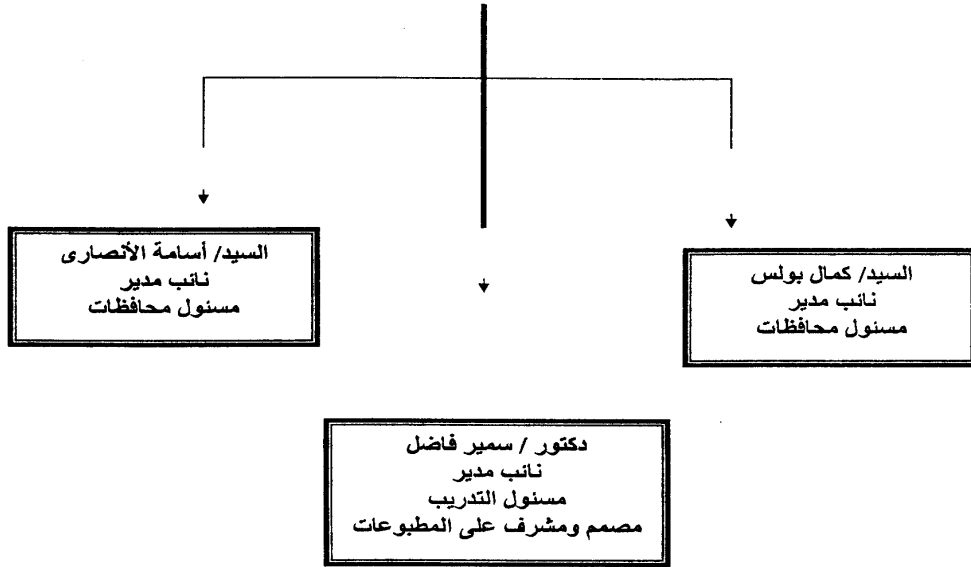 السيد/ كمال بولس
نائب مدير
مسئول محافظات
السيد/ أسامة الأنصارى
نائب مدير
مسئول محافظات
دكتور / سمير فاضل
نائب مدير
مسئول التدريب
مصمم ومشرف على المطبوعات